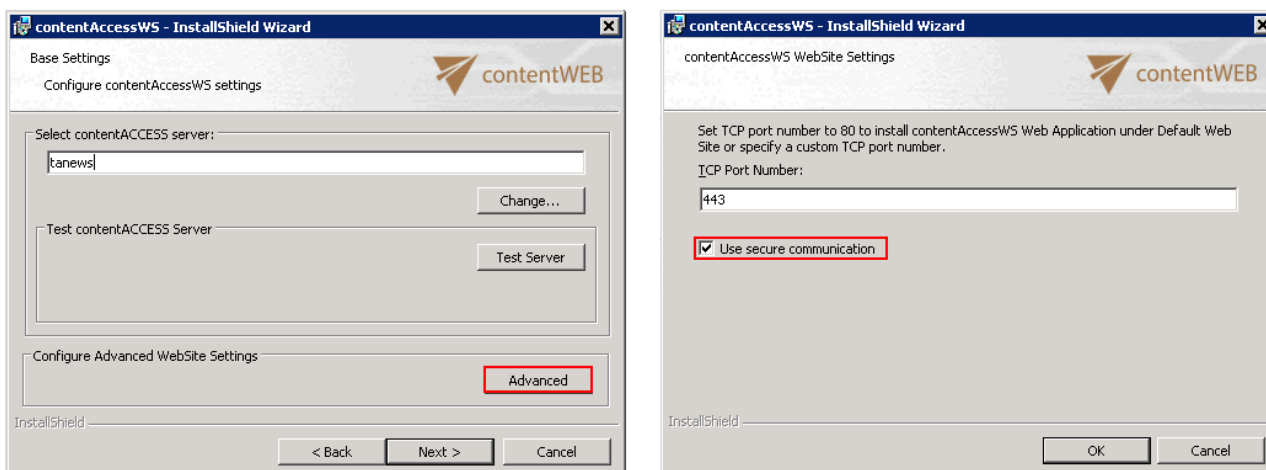 contentAccessWS - InstallShield Wizard
Base Settings
Configure contentAccessWS settings
contentWEB
Select contentACCESS server:
tanews
Change...
Test contentACCESS Server
Test Server
Configure Advanced WebSite Settings
Advanced
InstallShield
< Back
Next >
Cancel
contentAccessWS - InstallShield Wizard
contentAccessWS WebSite Settings
contentWEB
Set TCP port number to 80 to install contentAccessWS Web Application under Default Web
Site or specify a custom TCP port number.
TCP Port Number:
443
Use secure communication
InstallShield
OK
Cancel